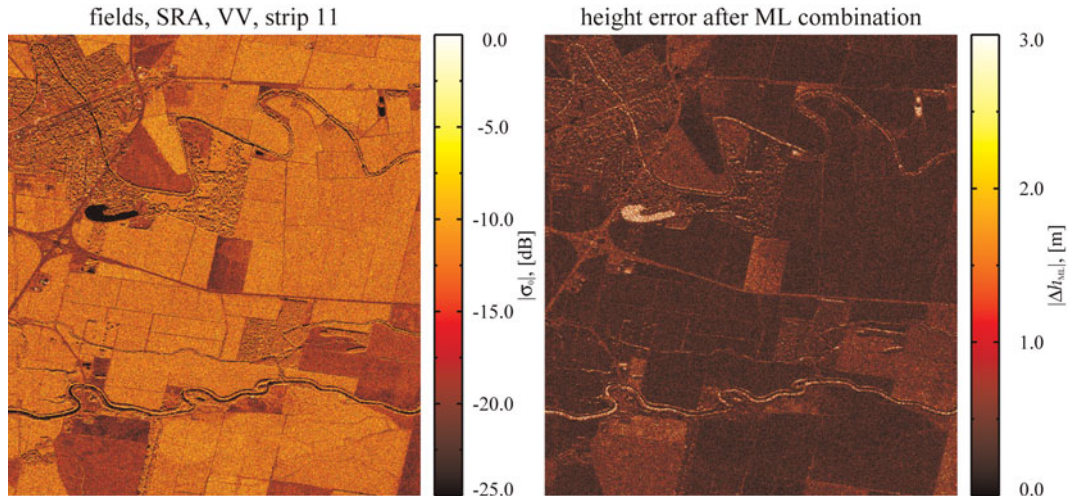 fields, SRA, VV, strip 11
0.0
-5.0
-10.0
-15.0
-20.0
-25.0
|σ₀|, [dB]
height error after ML combination
3.0
2.0
1.0
0.0
|Δh_ML|, [m]